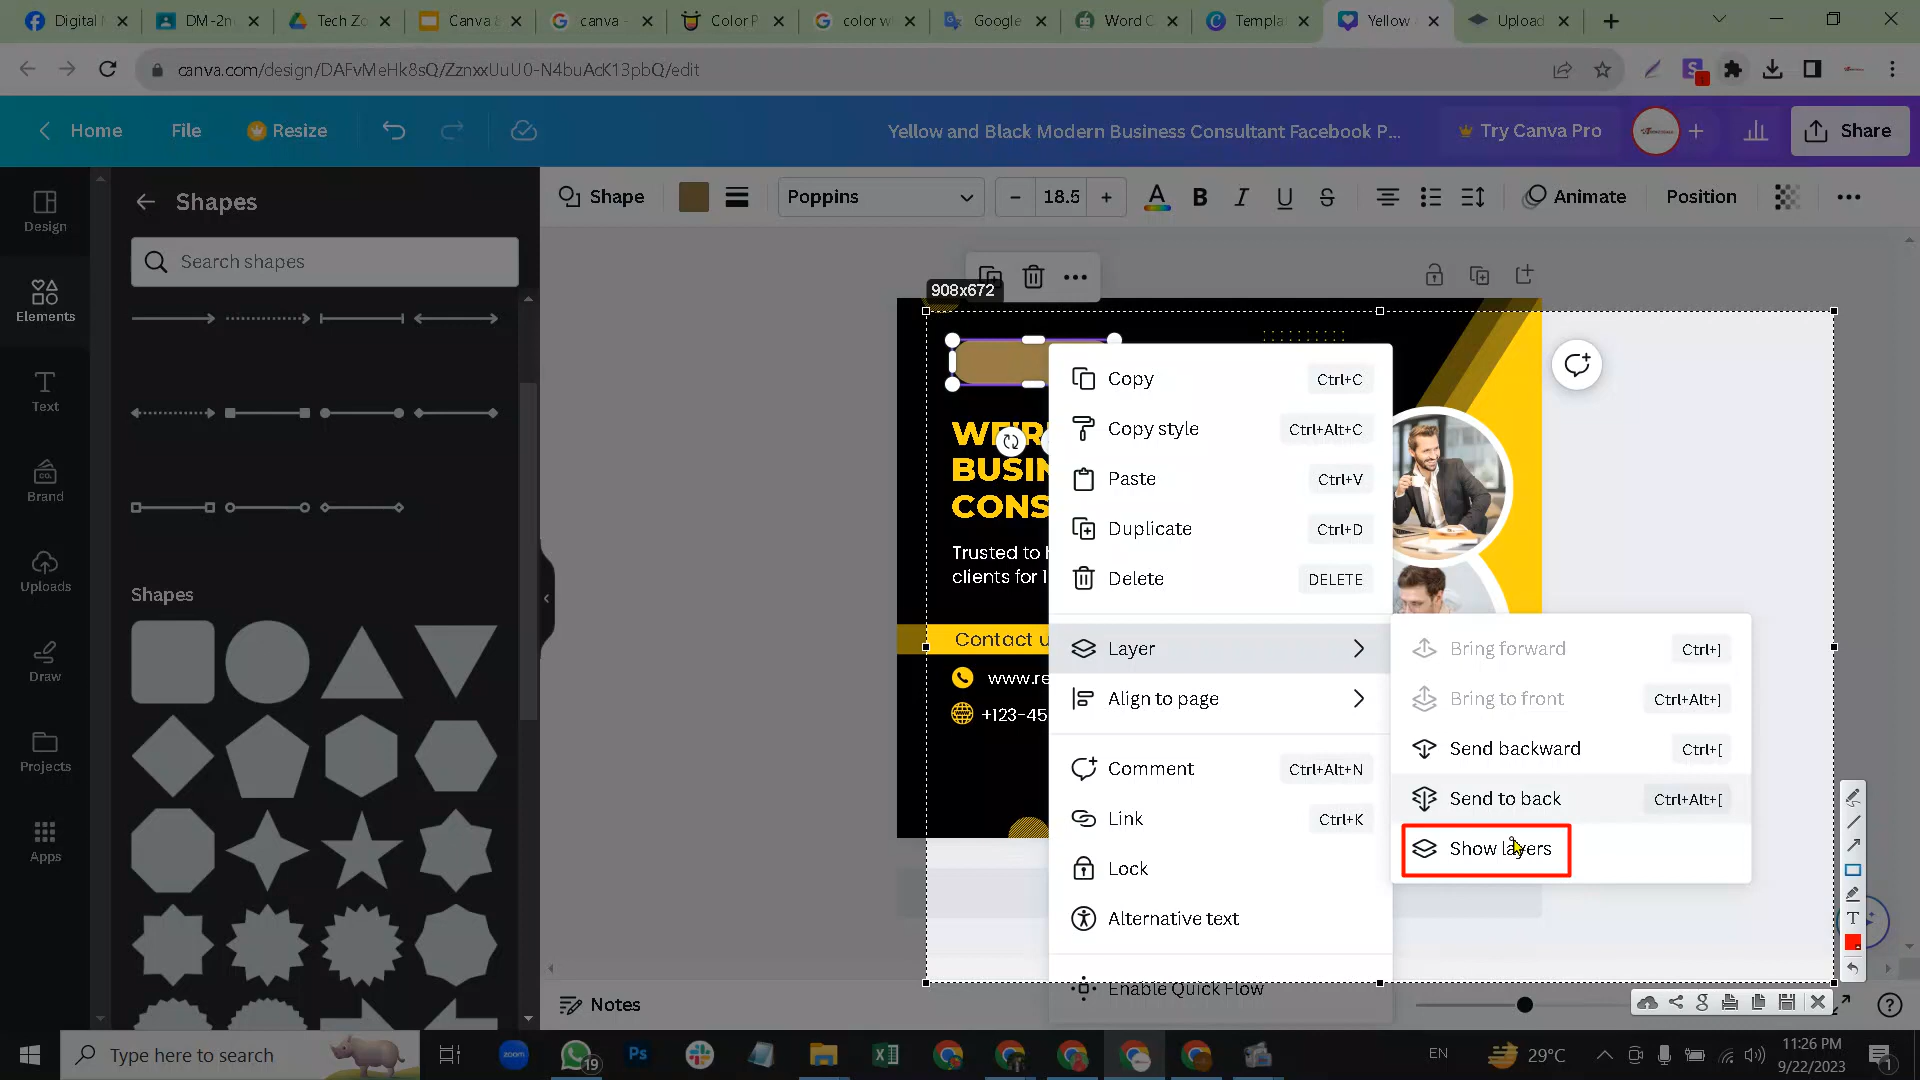 Digital M
DM-2n
Tech Zo
Canva &
canva -
Color P
color w
Google
Word C
Templa
Yellow
Upload
canva.com/design/DAFvMeHk8sQ/ZznxxUuU0-N4buAcK13pbQ/edit
Home
File
Resize
Yellow and Black Modern Business Consultant Facebook P...
Try Canva Pro
Share
Shapes
Search shapes
Design
Elements
Text
Brand
Uploads
Draw
Projects
Apps
Shapes
Shape
Poppins
18.5
Animate
Position
908x672
WE'R
BUSIN
CONS
Trusted to h
clients for 1
Contact u
www.re
+123-45
Copy Ctrl+C
Copy style Ctrl+Alt+C
Paste Ctrl+V
Duplicate Ctrl+D
Delete DELETE
Layer
Align to page
Comment Ctrl+Alt+N
Link Ctrl+K
Lock
Alternative text
Enable Quick Flow
Bring forward Ctrl+]
Bring to front Ctrl+Alt+]
Send backward Ctrl+[
Send to back Ctrl+Alt+[
Show layers
Notes
Type here to search
zoom
19
Ps
EN
29°C
11:26 PM
9/22/2023
1